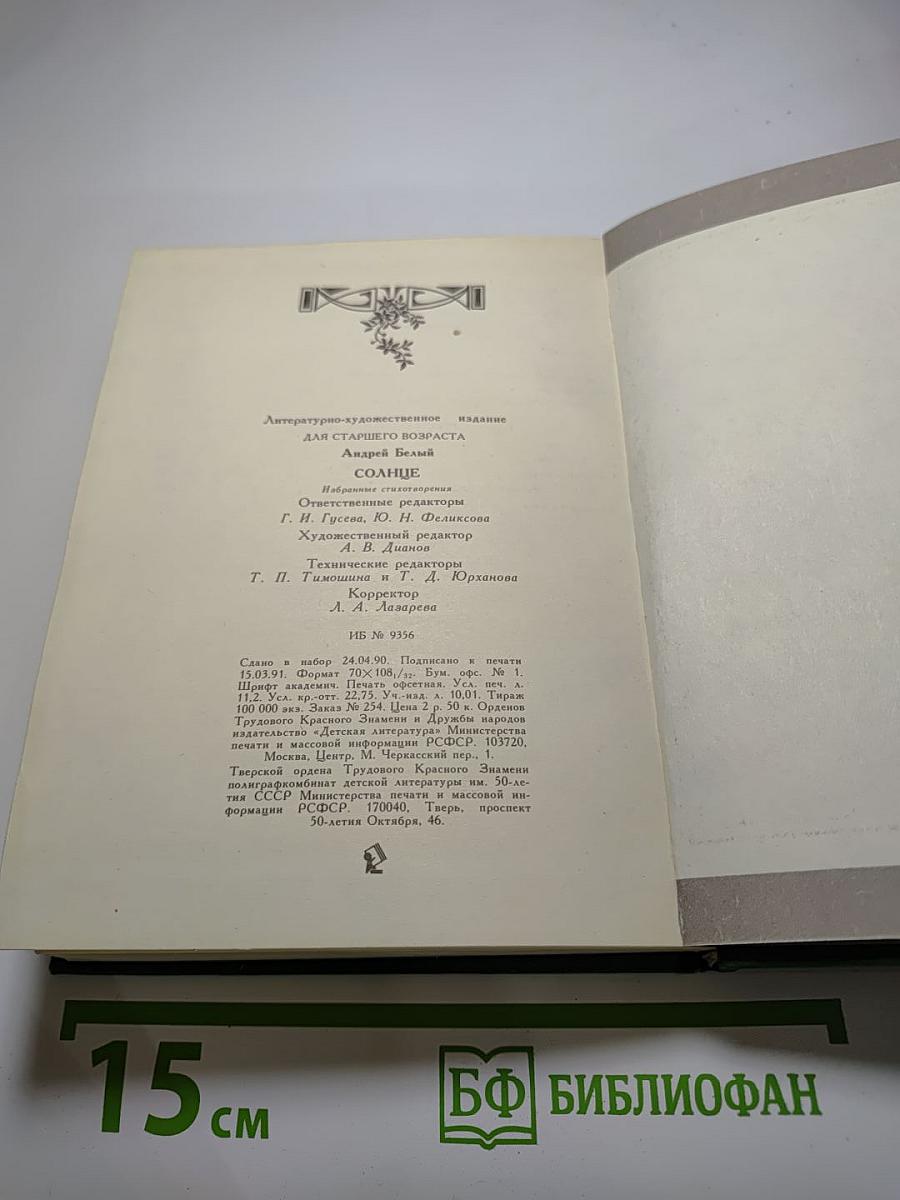 Литературно-художественное издание
ДЛЯ СТАРШЕГО ВОЗРАСТА
Андрей Белый
СОЛНЦЕ
Избранные стихотворения
Ответственные редакторы
Г. И. Гусева, Ю. Н. Феликсова
Художественный редактор
А. В. Дианов
Технические редакторы
Т. П. Тимошина и Т. Д. Юрханова
Корректор
Л. А. Лазарева
ИБ № 9356
Сдано в набор 24.04.90. Подписано к печати
15.03.91. Формат 70×108 1/32. Бум. офс. № 1.
Шрифт академич. Печать офсетная. Усл. печ. л.
11,2. Усл. кр.-отт. 22,75. Уч.-изд. л. 10,01. Тираж
100 000 экз. Заказ № 254. Цена 2 р. 50 к. Орденов
Трудового Красного Знамени и Дружбы народов
издательство «Детская литература» Министерства
печати и массовой информации РСФСР. 103720,
Москва, Центр, М. Черкасский пер., 1.
Тверской ордена Трудового Красного Знамени
полиграфкомбинат детской литературы им. 50-ле-
тия СССР Министерства печати и массовой ин-
формации РСФСР. 170040, Тверь, проспект
50-летия Октября, 46.
15 см
БФ БИБЛИОФАН